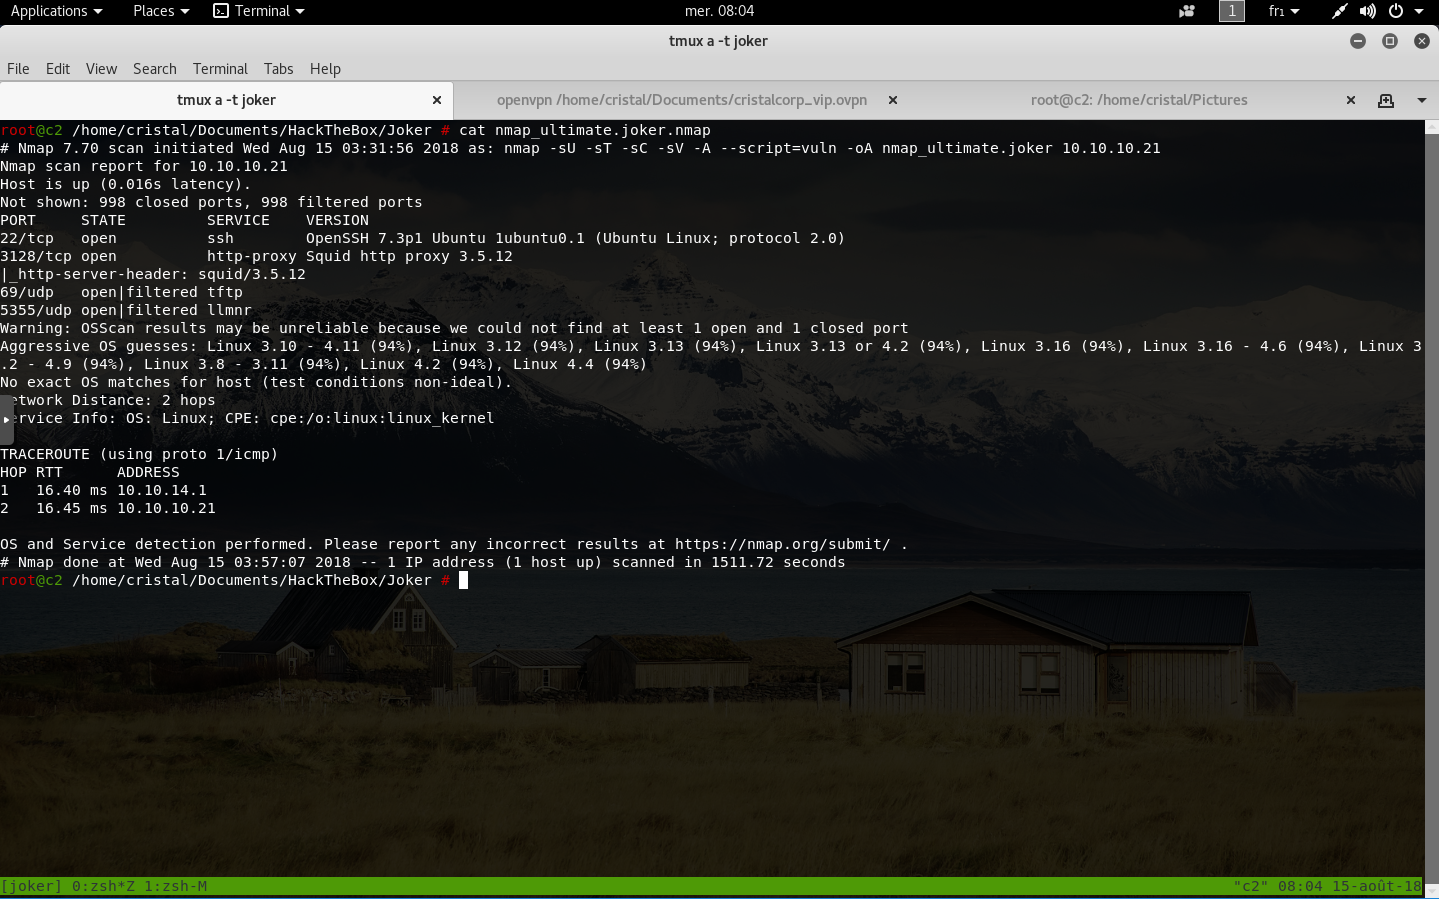 Applications Places Terminal mer. 08:04 1 fr₁
tmux a -t joker
File Edit View Search Terminal Tabs Help
tmux a -t joker openvpn /home/cristal/Documents/cristalcorp_vip.ovpn root@c2: /home/cristal/Pictures
root@c2 /home/cristal/Documents/HackTheBox/Joker # cat nmap_ultimate.joker.nmap
# Nmap 7.70 scan initiated Wed Aug 15 03:31:56 2018 as: nmap -sU -sT -sC -sV -A --script=vuln -oA nmap_ultimate.joker 10.10.10.21
Nmap scan report for 10.10.10.21
Host is up (0.016s latency).
Not shown: 998 closed ports, 998 filtered ports
PORT     STATE         SERVICE    VERSION
22/tcp   open          ssh        OpenSSH 7.3p1 Ubuntu 1ubuntu0.1 (Ubuntu Linux; protocol 2.0)
3128/tcp open          http-proxy Squid http proxy 3.5.12
|_http-server-header: squid/3.5.12
69/udp   open|filtered tftp
5355/udp open|filtered llmnr
Warning: OSScan results may be unreliable because we could not find at least 1 open and 1 closed port
Aggressive OS guesses: Linux 3.10 - 4.11 (94%), Linux 3.12 (94%), Linux 3.13 (94%), Linux 3.13 or 4.2 (94%), Linux 3.16 (94%), Linux 3.16 - 4.6 (94%), Linux 3
.2 - 4.9 (94%), Linux 3.8 - 3.11 (94%), Linux 4.2 (94%), Linux 4.4 (94%)
No exact OS matches for host (test conditions non-ideal).
etwork Distance: 2 hops
ervice Info: OS: Linux; CPE: cpe:/o:linux:linux_kernel
TRACEROUTE (using proto 1/icmp)
HOP RTT      ADDRESS
1   16.40 ms 10.10.14.1
2   16.45 ms 10.10.10.21
OS and Service detection performed. Please report any incorrect results at https://nmap.org/submit/ .
# Nmap done at Wed Aug 15 03:57:07 2018 -- 1 IP address (1 host up) scanned in 1511.72 seconds
root@c2 /home/cristal/Documents/HackTheBox/Joker #
[joker] 0:zsh*Z 1:zsh-M "c2" 08:04 15-août-18